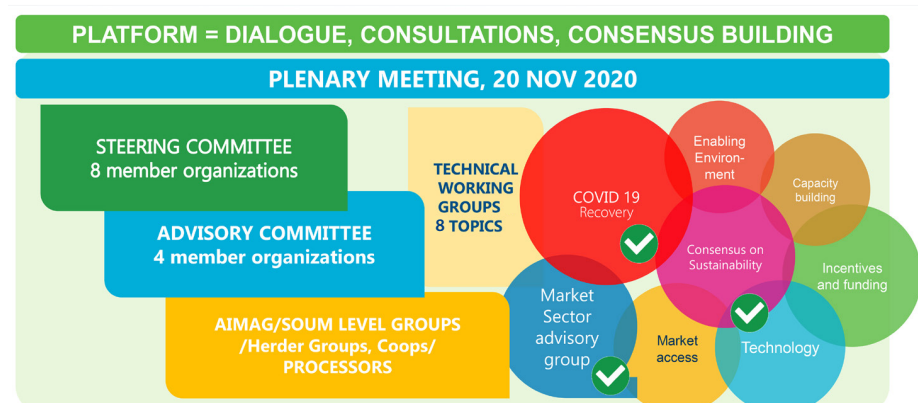 PLATFORM = DIALOGUE, CONSULTATIONS, CONSENSUS BUILDING
PLENARY MEETING, 20 NOV 2020
STEERING COMMITTEE
8 member organizations
ADVISORY COMMITTEE
4 member organizations
AIMAG/SOUM LEVEL GROUPS
/Herder Groups, Coops/
PROCESSORS
TECHNICAL
WORKING
GROUPS
8 TOPICS
COVID 19
Recovery
Enabling
Environ-
ment
Capacity
building
Consensus on
Sustainability
Incentives
and funding
Market
Sector
advisory
group
Market
access
Technology